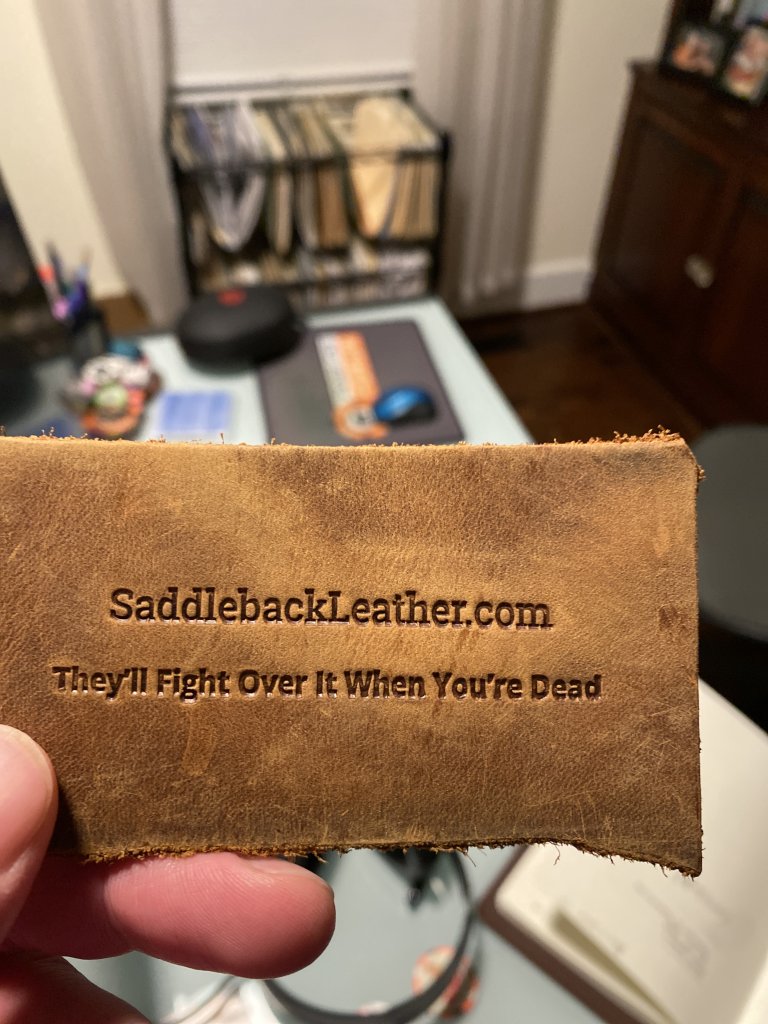 SaddlebackLeather.com
They'll Fight Over It When You're Dead